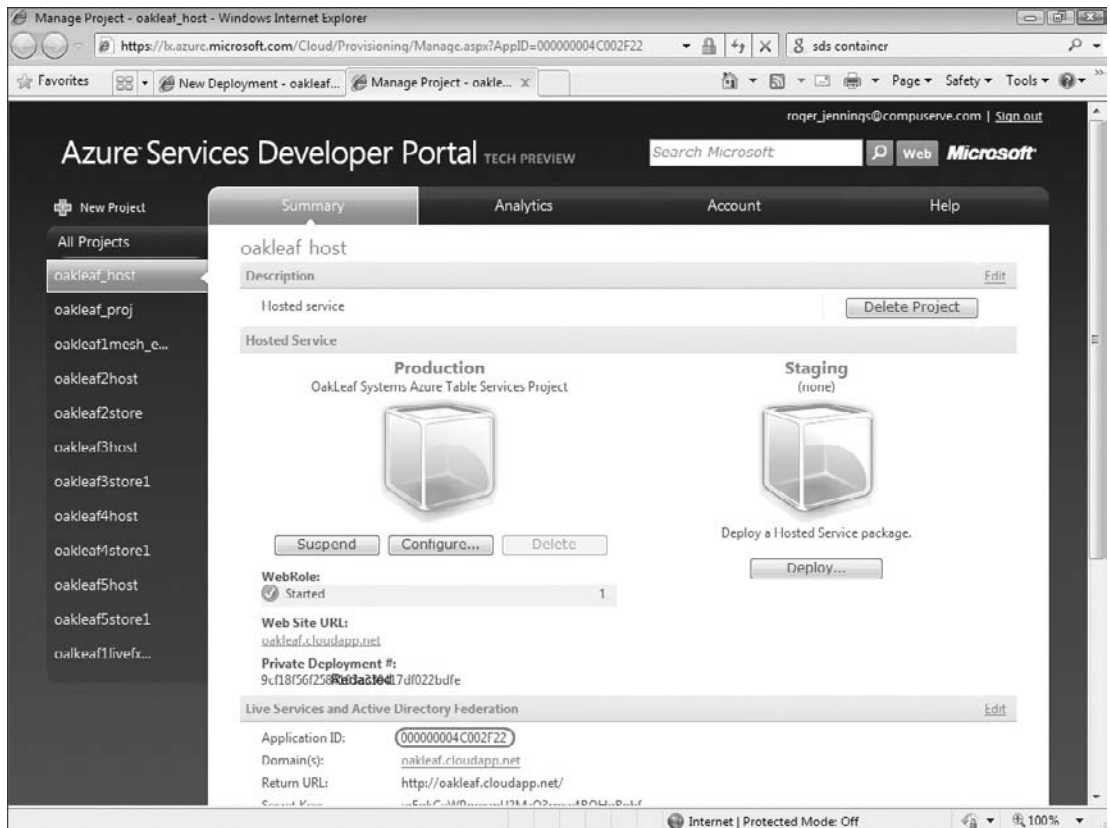 Manage Project - oakleaf_host - Windows Internet Explorer
https://lx.azure.microsoft.com/Cloud/Provisioning/Manage.aspx?AppID=000000004C002F22
sds container
Favorites
New Deployment - oakleaf...
Manage Project - oakle...
Page
Safety
Tools
roger_jennings@compuserve.com | Sign out
Azure Services Developer Portal TECH PREVIEW
Search Microsoft
Web
Microsoft
New Project
Summary
Analytics
Account
Help
All Projects
oakleaf_host
oakleaf_proj
oakleaf1mesh_e...
oakleaf2host
oakleaf2store
oakleaf3host
oakleaf3store1
oakleaf4host
oakleaf4store1
oakleaf5host
oakleaf5store1
oalkeaf1livefx...
oakleaf host
Description
Edit
Hosted service
Delete Project
Hosted Service
Production
OakLeaf Systems Azure Table Services Project
Staging
(none)
Suspend
Configure...
Delete
Deploy a Hosted Service package.
Deploy...
WebRole:
Started 1
Web Site URL:
oakleaf.cloudapp.net
Private Deployment #:
Redacted
Live Services and Active Directory Federation
Edit
Application ID: 000000004C002F22
Domain(s): oakleaf.cloudapp.net
Return URL: http://oakleaf.cloudapp.net/
Internet | Protected Mode: Off
100%